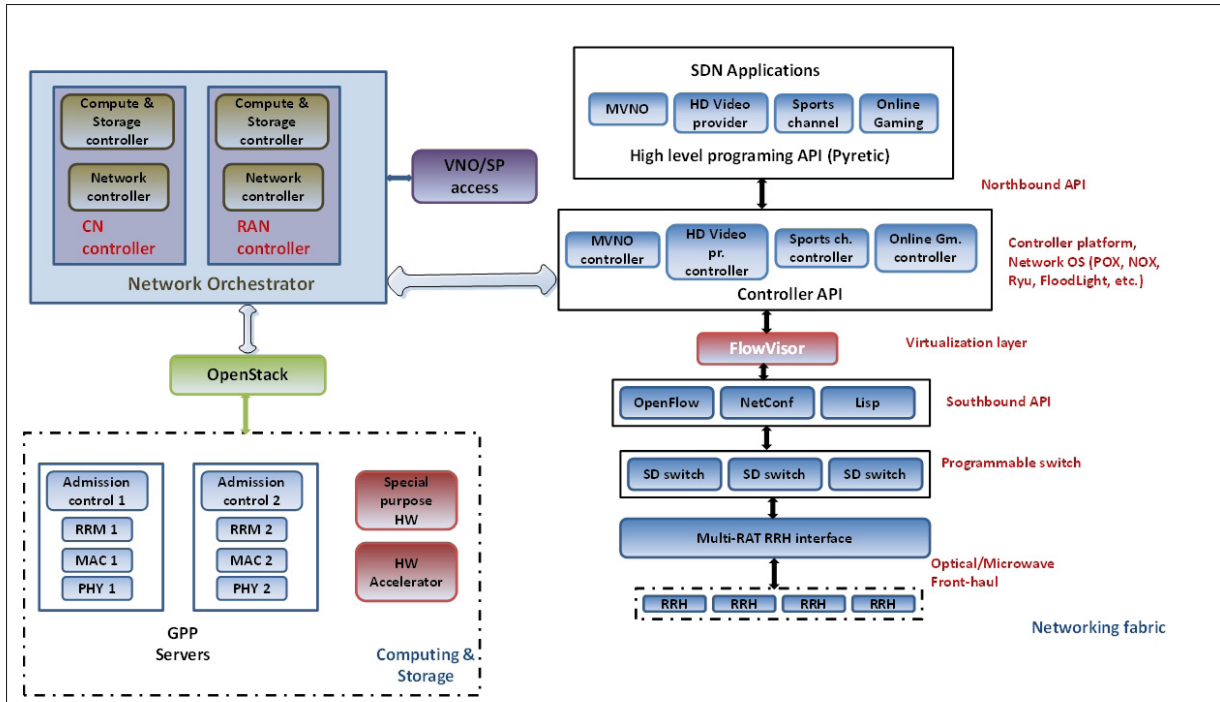 Compute &
Storage
controller
Network
controller
CN
controller
Compute &
Storage
controller
Network
controller
RAN
controller
Network Orchestrator
VNO/SP
access
OpenStack
Admission
control 1
RRM 1
MAC 1
PHY 1
Admission
control 2
RRM 2
MAC 2
PHY 2
Special
purpose
HW
HW
Accelerator
GPP
Servers
Computing &
Storage
SDN Applications
MVNO
HD Video
provider
Sports
channel
Online
Gaming
High level programing API (Pyretic)
Northbound API
MVNO
controller
HD Video
pr.
controller
Sports ch.
controller
Online Gm.
controller
Controller API
Controller platform,
Network OS (POX, NOX,
Ryu, FloodLight, etc.)
FlowVisor
Virtualization layer
OpenFlow
NetConf
Lisp
Southbound API
SD switch
SD switch
SD switch
Programmable switch
Multi-RAT RRH interface
Optical/Microwave
Front-haul
RRH
RRH
RRH
RRH
Networking fabric